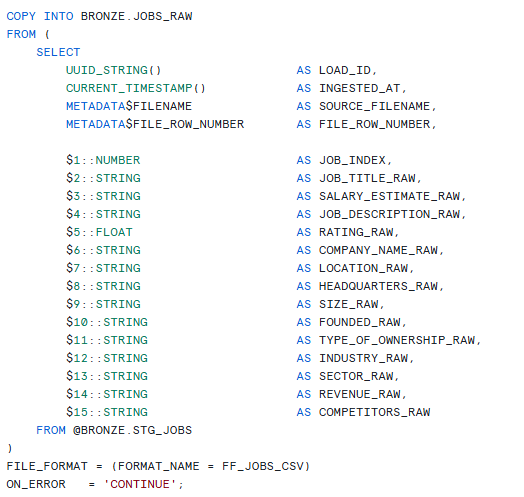 COPY INTO BRONZE.JOBS_RAW
FROM (
    SELECT
        UUID_STRING()                  AS LOAD_ID,
        CURRENT_TIMESTAMP()            AS INGESTED_AT,
        METADATA$FILENAME              AS SOURCE_FILENAME,
        METADATA$FILE_ROW_NUMBER       AS FILE_ROW_NUMBER,

        $1::NUMBER                     AS JOB_INDEX,
        $2::STRING                     AS JOB_TITLE_RAW,
        $3::STRING                     AS SALARY_ESTIMATE_RAW,
        $4::STRING                     AS JOB_DESCRIPTION_RAW,
        $5::FLOAT                      AS RATING_RAW,
        $6::STRING                     AS COMPANY_NAME_RAW,
        $7::STRING                     AS LOCATION_RAW,
        $8::STRING                     AS HEADQUARTERS_RAW,
        $9::STRING                     AS SIZE_RAW,
        $10::STRING                    AS FOUNDED_RAW,
        $11::STRING                    AS TYPE_OF_OWNERSHIP_RAW,
        $12::STRING                    AS INDUSTRY_RAW,
        $13::STRING                    AS SECTOR_RAW,
        $14::STRING                    AS REVENUE_RAW,
        $15::STRING                    AS COMPETITORS_RAW
    FROM @BRONZE.STG_JOBS
)
FILE_FORMAT = (FORMAT_NAME = FF_JOBS_CSV)
ON_ERROR   = 'CONTINUE';